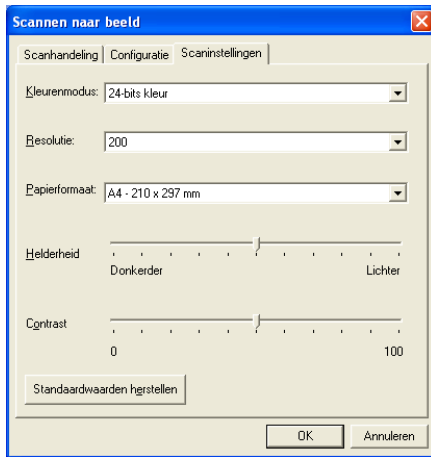 Scannen naar beeld
Scanhandeling Configuratie Scaninstellingen
Kleurenmodus: 24-bits kleur
Resolutie: 200
Papierformaat: A4 - 210 x 297 mm
Helderheid
Donkerder Lichter
Contrast
0 100
Standaardwaarden herstellen
OK Annuleren